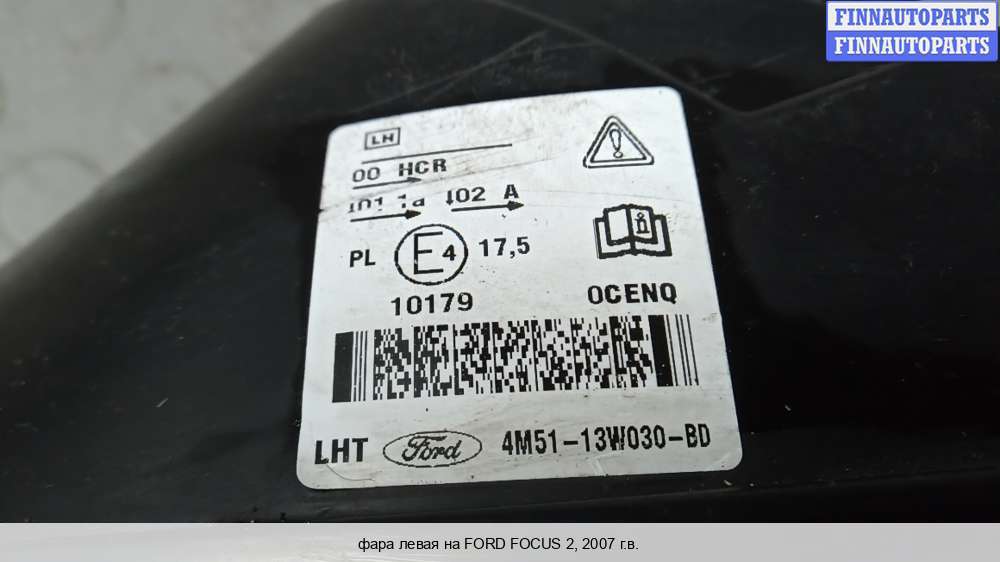 FINNAUTOPARTS
FINNAUTOPARTS
LH
00 HCR
02 A
PL E4 17,5
10179 0CENQ
LHT Ford 4M51-13W030-BD
фара левая на FORD FOCUS 2, 2007 г.в.